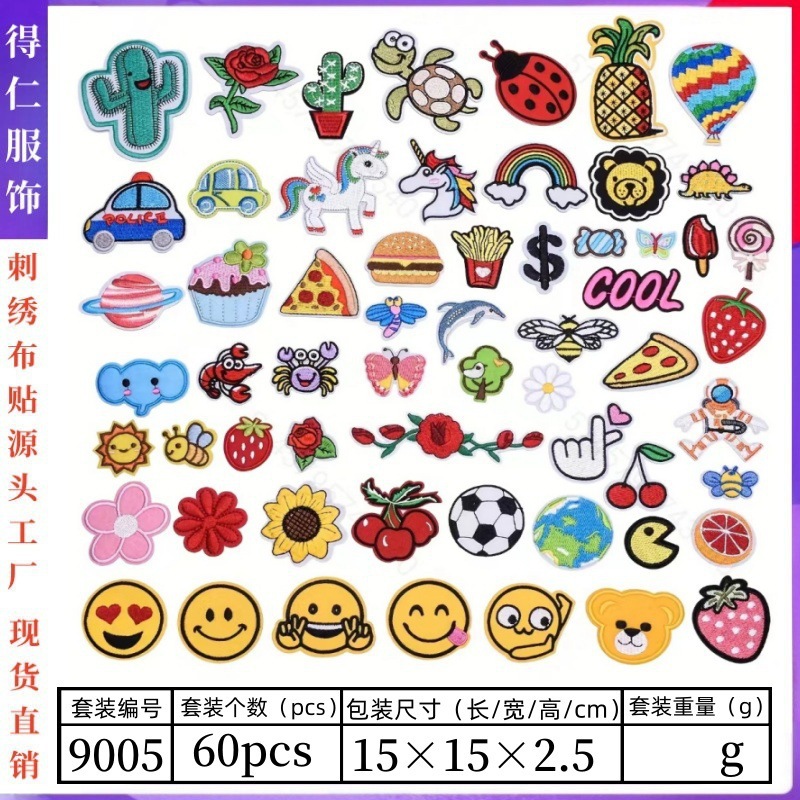 得仁服饰
刺绣布贴源头工厂 现货直销
POLICE
$
COOL
套装编号
套装个数（pcs）
包装尺寸（长/宽/高/cm）
套装重量（g）
9005
60pcs
15×15×2.5
g